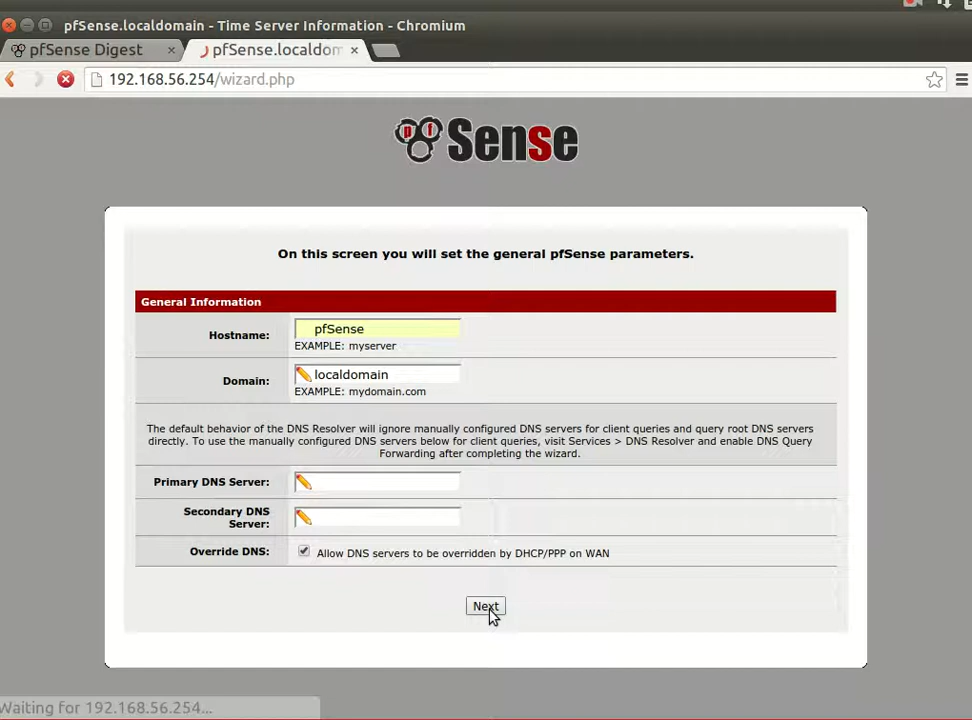 pfSense.localdomain - Time Server Information - Chromium
pfSense Digest
pfSense.localdom
192.168.56.254/wizard.php
pf Sense
On this screen you will set the general pfSense parameters.
General Information
Hostname: pfSense
EXAMPLE: myserver
Domain: localdomain
EXAMPLE: mydomain.com
The default behavior of the DNS Resolver will ignore manually configured DNS servers for client queries and query root DNS servers
directly. To use the manually configured DNS servers below for client queries, visit Services > DNS Resolver and enable DNS Query
Forwarding after completing the wizard.
Primary DNS Server:
Secondary DNS
Server:
Override DNS: Allow DNS servers to be overridden by DHCP/PPP on WAN
Next
Waiting for 192.168.56.254...